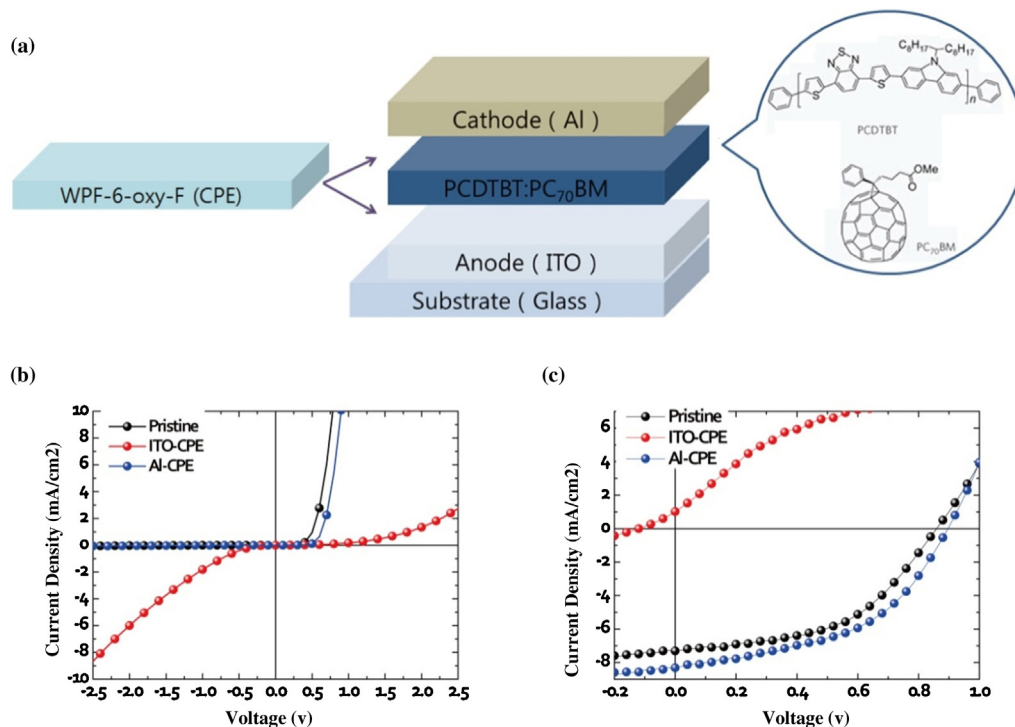 (a)
C₈H₁₇ C₈H₁₇
S
N N
N
S
S
n
PCDTBT
OMe
O
PC₇₀BM
Cathode ( Al )
WPF-6-oxy-F (CPE)
PCDTBT:PC₇₀BM
Anode ( ITO )
Substrate ( Glass )
(b)
Pristine
ITO-CPE
Al-CPE
Current Density (mA/cm2)
10
8
6
4
2
0
-2
-4
-6
-8
-10
-2.5 -2.0 -1.5 -1.0 -0.5 0.0 0.5 1.0 1.5 2.0 2.5
Voltage (v)
(c)
Pristine
ITO-CPE
Al-CPE
Current Density (mA/cm2)
6
4
2
0
-2
-4
-6
-8
-0.2 0.0 0.2 0.4 0.6 0.8 1.0
Voltage (v)